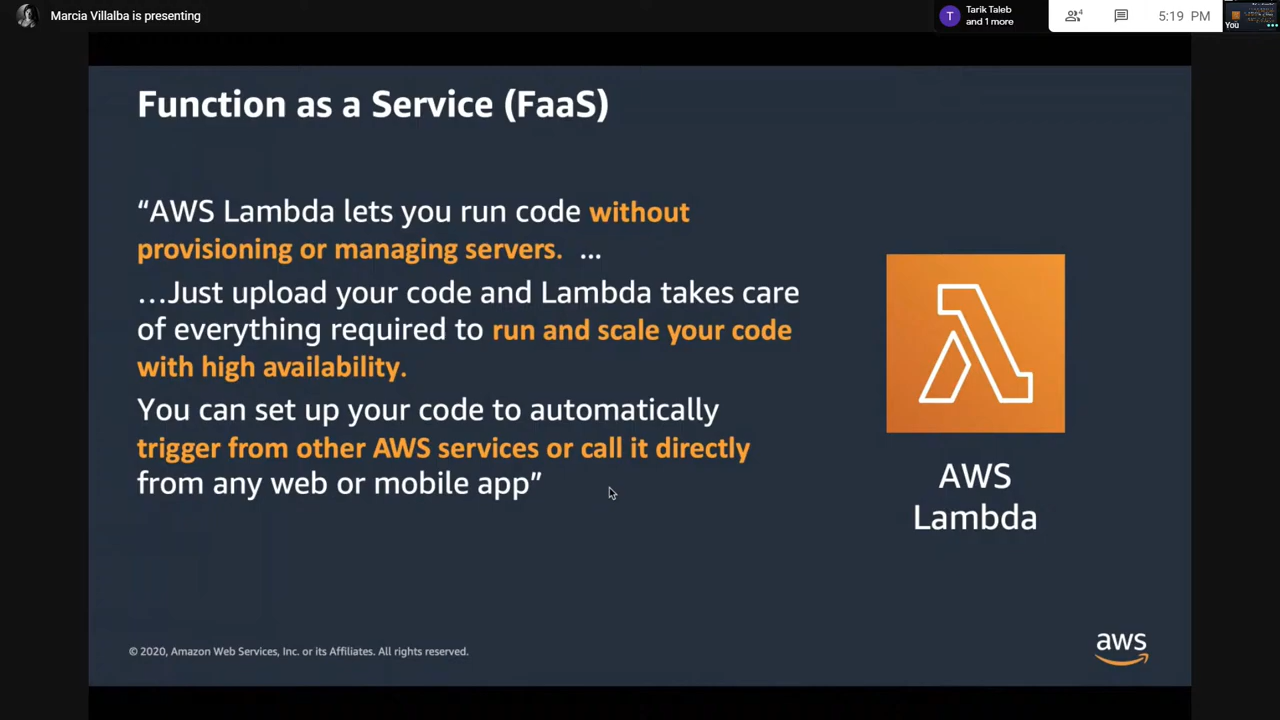 Marcia Villalba is presenting
T
Tarik Taleb
and 1 more
4
5:19 PM
You
Function as a Service (FaaS)
“AWS Lambda lets you run code without
provisioning or managing servers. ...
…Just upload your code and Lambda takes care
of everything required to run and scale your code
with high availability.
You can set up your code to automatically
trigger from other AWS services or call it directly
from any web or mobile app”
AWS
Lambda
© 2020, Amazon Web Services, Inc. or its Affiliates. All rights reserved.
aws